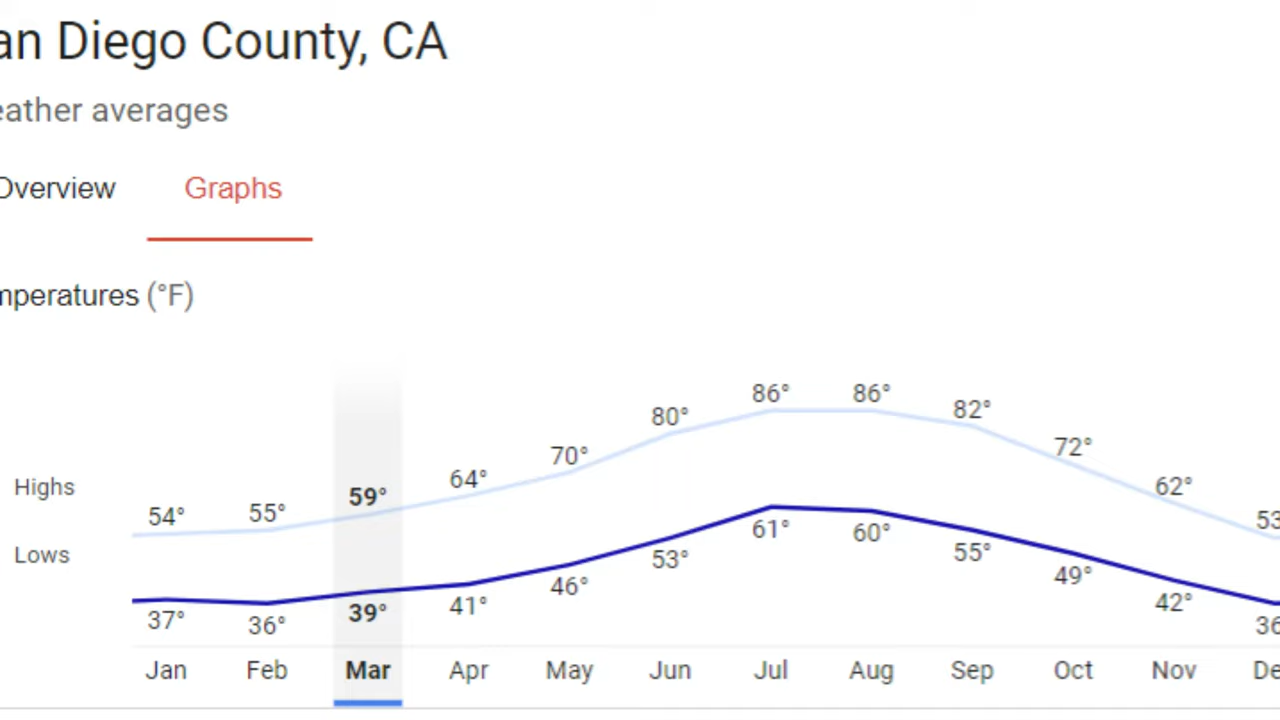 an Diego County, CA
eather averages
Overview Graphs
mperatures (°F)
86° 86°
80° 82°
70° 72°
64° 62°
Highs 54° 55° 59° 53
Lows
61° 60°
53° 55°
46° 49°
37° 36° 39° 41° 42° 36
Jan Feb Mar Apr May Jun Jul Aug Sep Oct Nov De